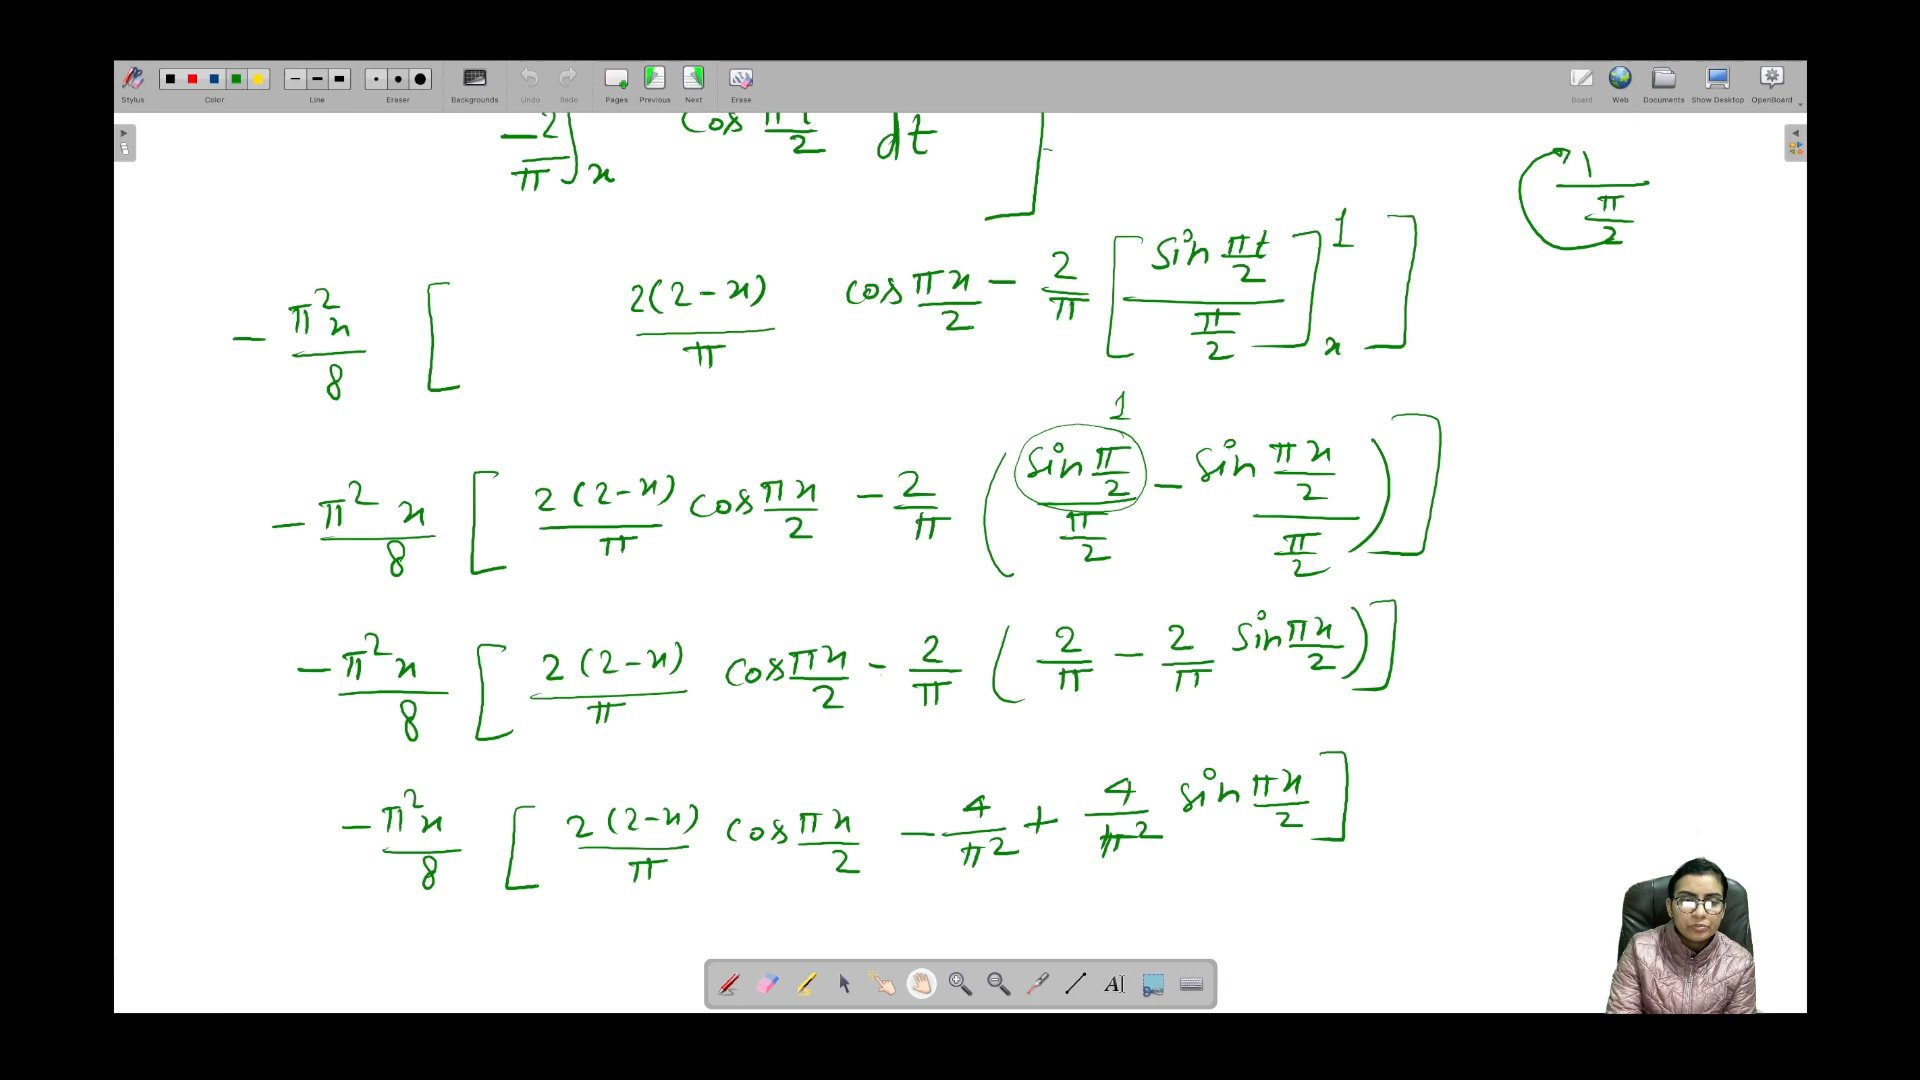 Stylus Color Line Eraser Backgrounds Undo Redo Pages Previous Next Erase Board Web Documents Show Desktop OpenBoard
-2/π ∫_x cos πt/2 dt ]
1/(π/2)
- π²x/8 [ 2(2-x)/π cos πx/2 - 2/π [ sin πt/2 / (π/2) ]_x^1 ]
- π²x/8 [ 2(2-x)/π cos πx/2 - 2/π ( sin π/2 / (π/2) - sin πx/2 / (π/2) ) ]
1
- π²x/8 [ 2(2-x)/π cos πx/2 - 2/π ( 2/π - 2/π sin πx/2 ) ]
- π²x/8 [ 2(2-x)/π cos πx/2 - 4/π² + 4/π² sin πx/2 ]